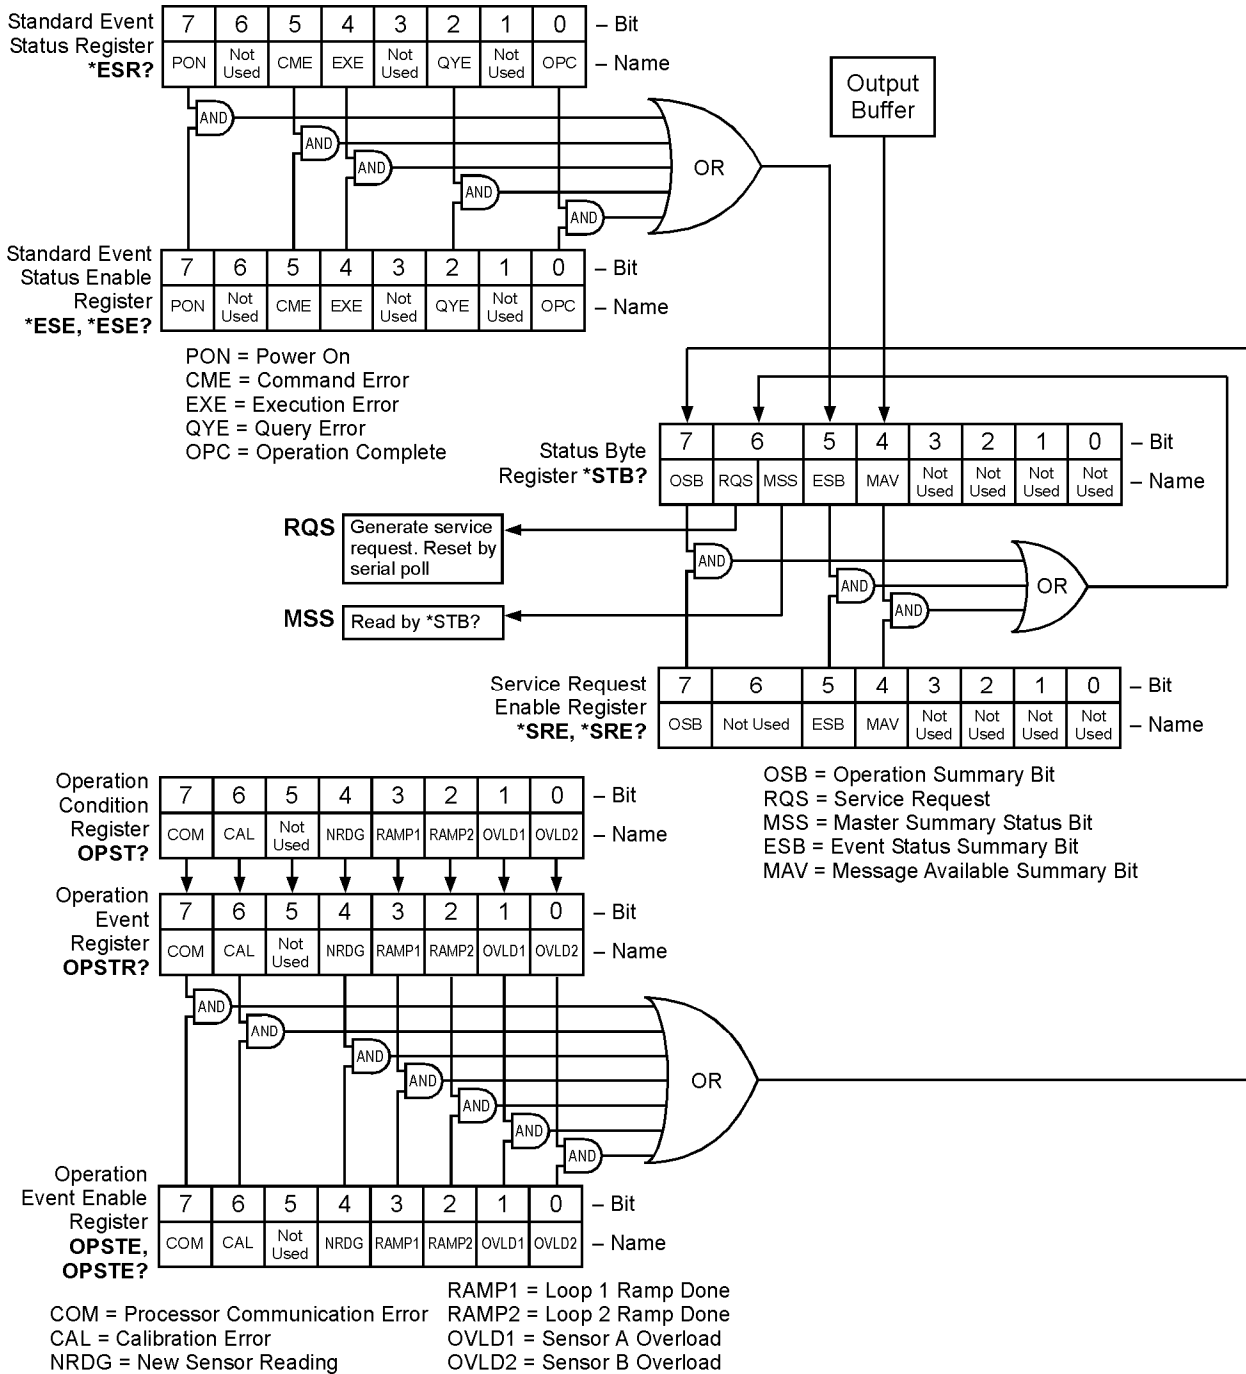 Standard Event
Status Register
*ESR?
7 6 5 4 3 2 1 0 – Bit
PON Not Used CME EXE Not Used QYE Not Used OPC – Name
AND
AND
AND
AND
AND
OR
Output
Buffer
Standard Event
Status Enable
Register
*ESE, *ESE?
7 6 5 4 3 2 1 0 – Bit
PON Not Used CME EXE Not Used QYE Not Used OPC – Name
PON = Power On
CME = Command Error
EXE = Execution Error
QYE = Query Error
OPC = Operation Complete
Status Byte
Register *STB?
7 6 5 4 3 2 1 0 – Bit
OSB RQS MSS ESB MAV Not Used Not Used Not Used Not Used – Name
RQS
Generate service
request. Reset by
serial poll
MSS
Read by *STB?
AND
AND
AND
OR
Service Request
Enable Register
*SRE, *SRE?
7 6 5 4 3 2 1 0 – Bit
OSB Not Used ESB MAV Not Used Not Used Not Used Not Used – Name
OSB = Operation Summary Bit
RQS = Service Request
MSS = Master Summary Status Bit
ESB = Event Status Summary Bit
MAV = Message Available Summary Bit
Operation
Condition
Register
OPST?
7 6 5 4 3 2 1 0 – Bit
COM CAL Not Used NRDG RAMP1 RAMP2 OVLD1 OVLD2 – Name
Operation
Event
Register
OPSTR?
7 6 5 4 3 2 1 0 – Bit
COM CAL Not Used NRDG RAMP1 RAMP2 OVLD1 OVLD2 – Name
AND
AND
AND
AND
AND
AND
AND
OR
Operation
Event Enable
Register
OPSTE,
OPSTE?
7 6 5 4 3 2 1 0 – Bit
COM CAL Not Used NRDG RAMP1 RAMP2 OVLD1 OVLD2 – Name
COM = Processor Communication Error
CAL = Calibration Error
NRDG = New Sensor Reading
RAMP1 = Loop 1 Ramp Done
RAMP2 = Loop 2 Ramp Done
OVLD1 = Sensor A Overload
OVLD2 = Sensor B Overload